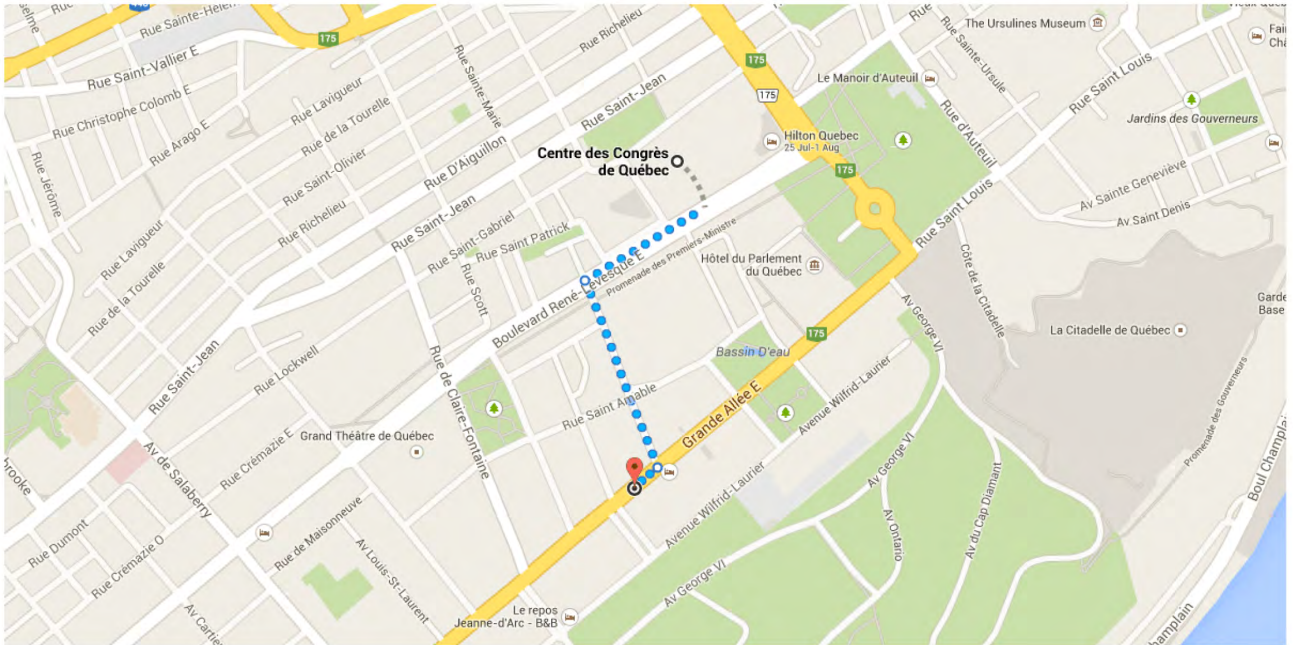 The Ursulines Museum
Rue Sainte-Helen
175
Rue Richelieu
Rue Saint-Vallier E
Rue Sainte-Marie
175
Rue Sainte-Ursule
Rue Saint Louis
Le Manoir d'Auteuil
Rue Christophe Colomb E
Rue Lavigueur
Rue Saint-Jean
175
Rue d'Auteuil
Jardins des Gouverneurs
Rue Arago E
Rue de la Tourelle
Hilton Quebec
25 Jul-1 Aug
Centre des Congrès
de Québec
Rue D'Aiguillon
Rue Saint-Olivier
175
Av Sainte Geneviève
Rue Jérôme
Rue Richelieu
Rue Saint-Jean
Rue Saint-Gabriel
Rue Saint Patrick
Av Saint Denis
Rue Saint Louis
Rue Lavigueur
Promenade des Premiers-Ministre
Hôtel du Parlement
du Québec
Côte de la Citadelle
Rue de la Tourelle
Rue Scott
Boulevard René-Lévesque E
Garde
Base
Av George VI
La Citadelle de Québec
175
Rue Saint-Jean
Rue Lockwell
Bassin D'eau
Rue de Claire-Fontaine
Rue Saint Amable
Avenue Wilfrid-Laurier
Promenade des Gouverneurs
Grande Allée E
Grand Théâtre de Québec
Rue Crémazie E
Av de Salaberry
brooke
Avenue Wilfrid-Laurier
Av George VI
Boul Champlain
Av Ontario
Av du Cap Diamant
Rue Dumont
Rue Crémazie O
Rue de Maisonneuve
Av Louis-St-Laurent
Av George VI
Av Cartier
Le repos
Jeanne-d'Arc - B&B
hamplain